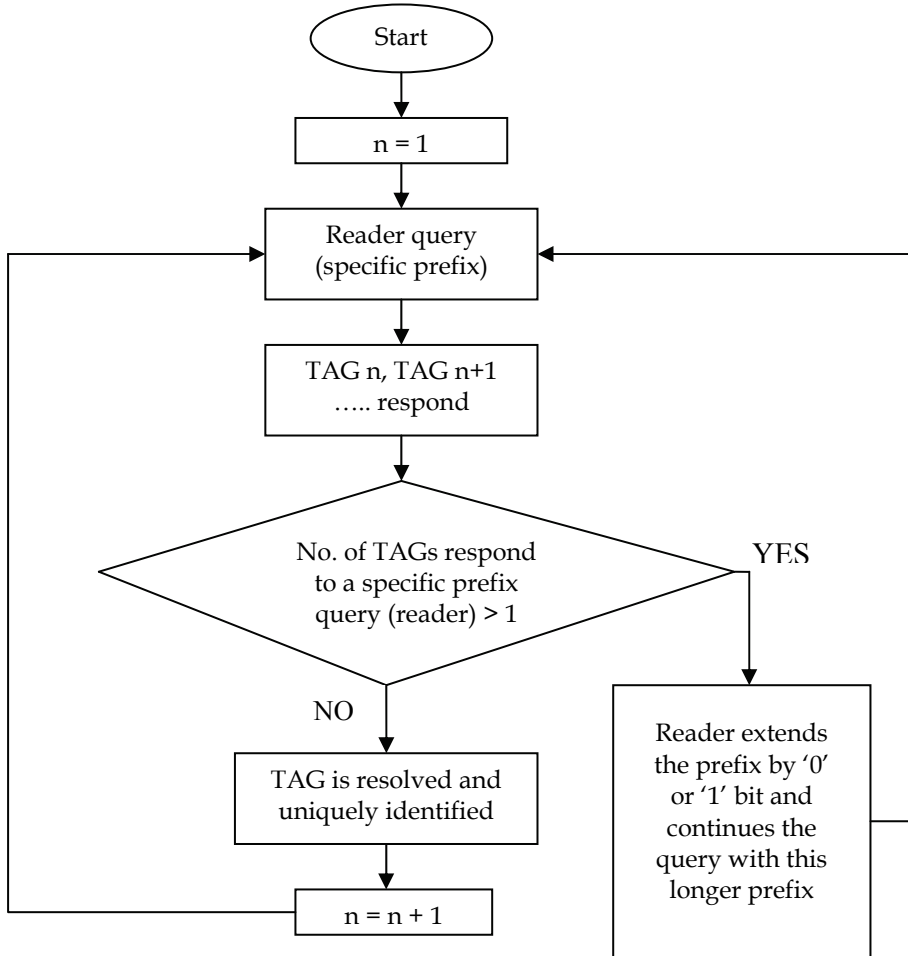 Start
n = 1
Reader query
(specific prefix)
TAG n, TAG n+1
….. respond
No. of TAGs respond
to a specific prefix
query (reader) > 1
YES
NO
Reader extends
the prefix by ‘0’
or ‘1’ bit and
continues the
query with this
longer prefix
TAG is resolved and
uniquely identified
n = n + 1